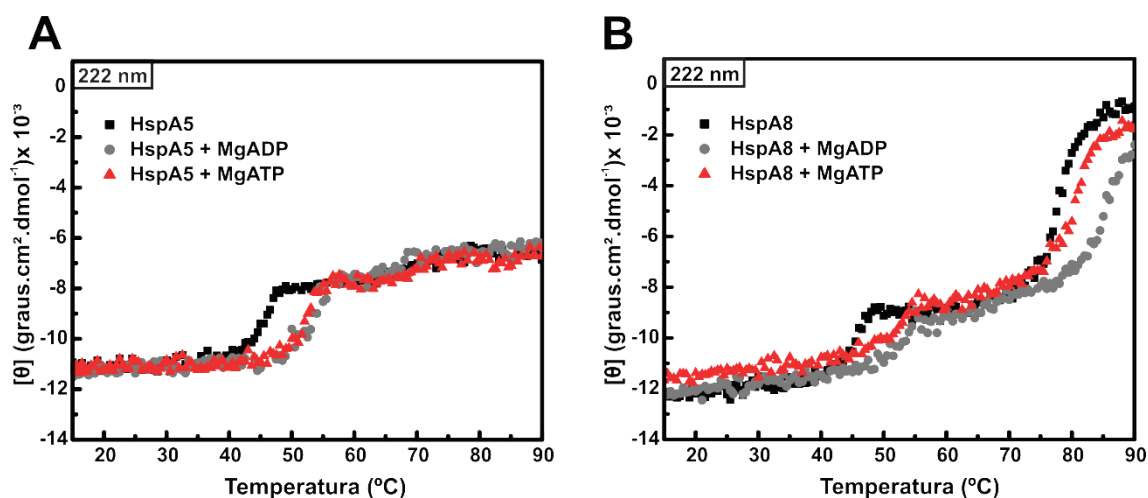 A
222 nm
HspA5
HspA5 + MgADP
HspA5 + MgATP
0
-2
-4
-6
-8
-10
-12
-14
[θ] (graus.cm².dmol⁻¹)x 10⁻³
20 30 40 50 60 70 80 90
Temperatura (ºC)
B
222 nm
HspA8
HspA8 + MgADP
HspA8 + MgATP
0
-2
-4
-6
-8
-10
-12
-14
[θ] (graus.cm².dmol⁻¹)x 10⁻³
20 30 40 50 60 70 80 90
Temperatura (ºC)